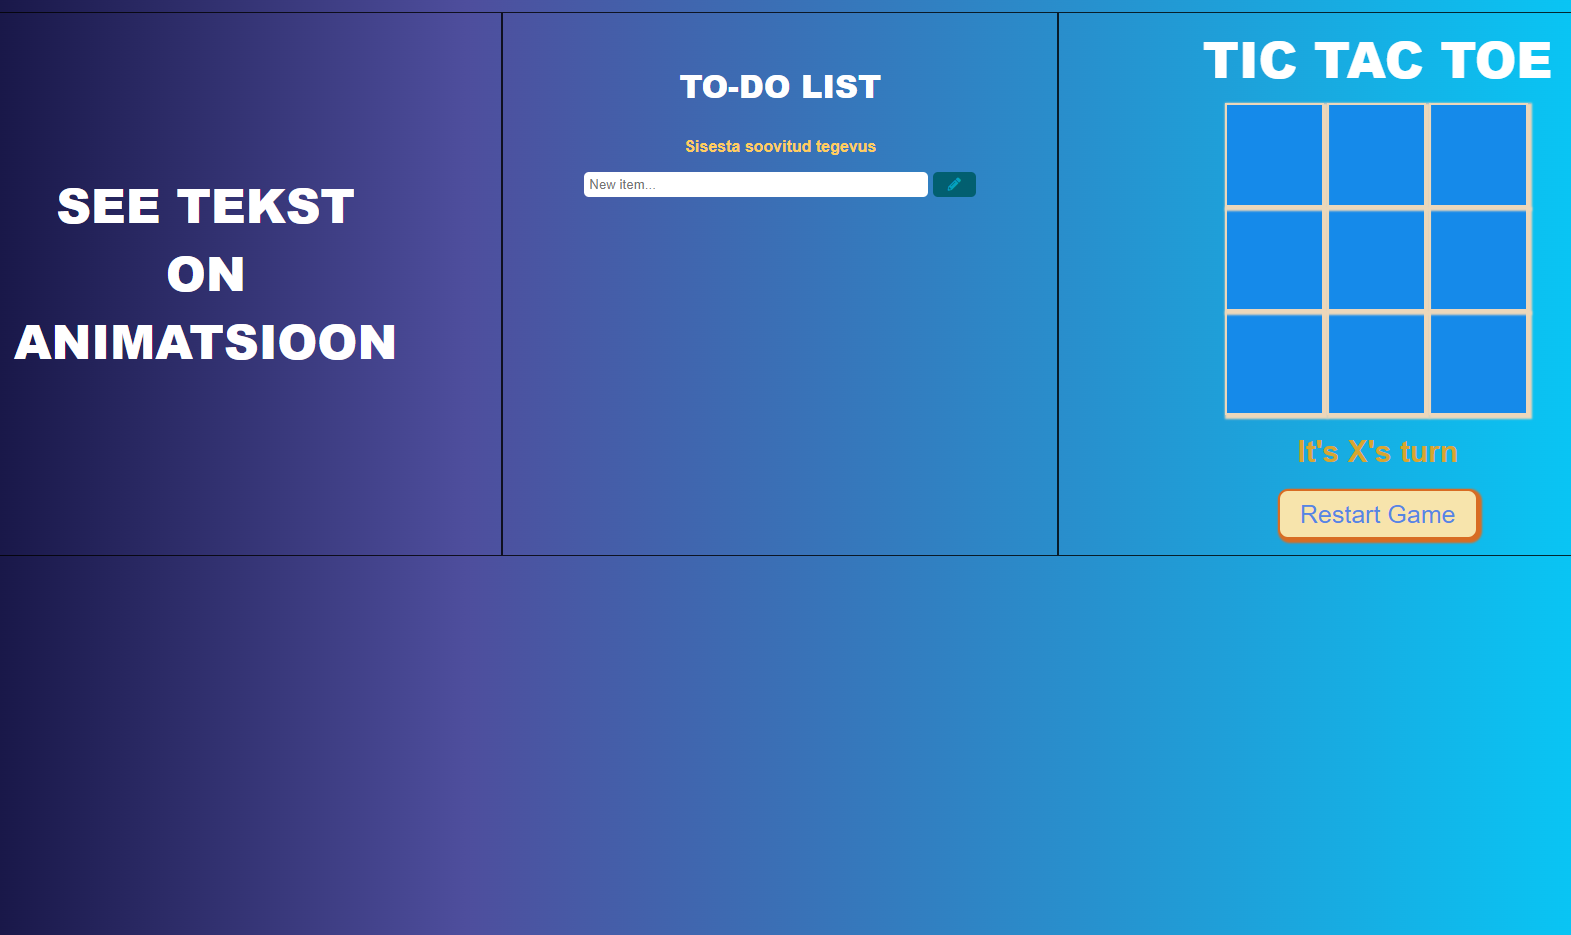 SEE TEKST
ON
ANIMATSIOON
TO-DO LIST
Sisesta soovitud tegevus
New item...
TIC TAC TOE
It's X's turn
Restart Game